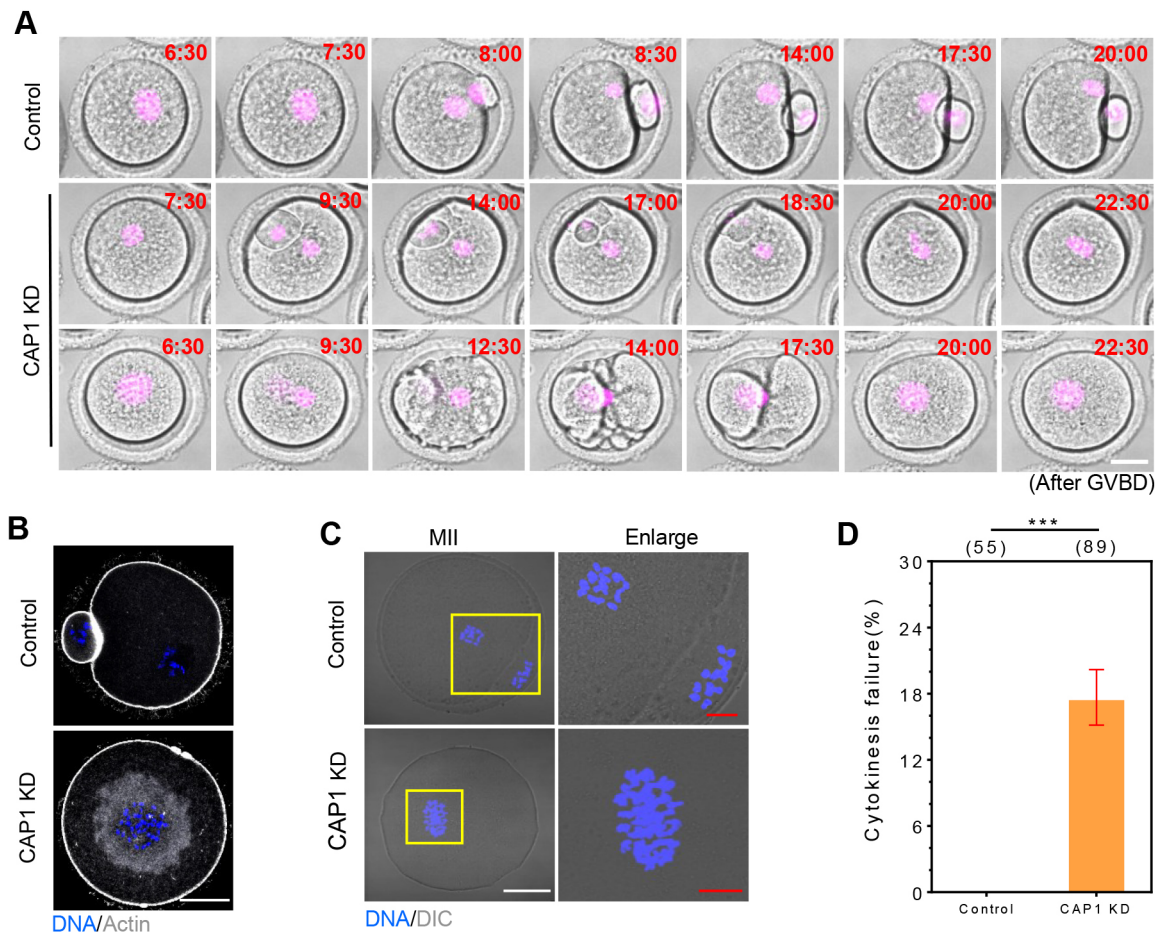 A
Control
6:30 7:30 8:00 8:30 14:00 17:30 20:00
CAP1 KD
7:30 9:30 14:00 17:00 18:30 20:00 22:30
6:30 9:30 12:30 14:00 17:30 20:00 22:30
(After GVBD)
B
Control
CAP1 KD
DNA/Actin
C
MII Enlarge
Control
CAP1 KD
DNA/DIC
D
***
(55) (89)
Cytokinesis failure(%)
30
24
18
12
6
0
Control CAP1 KD